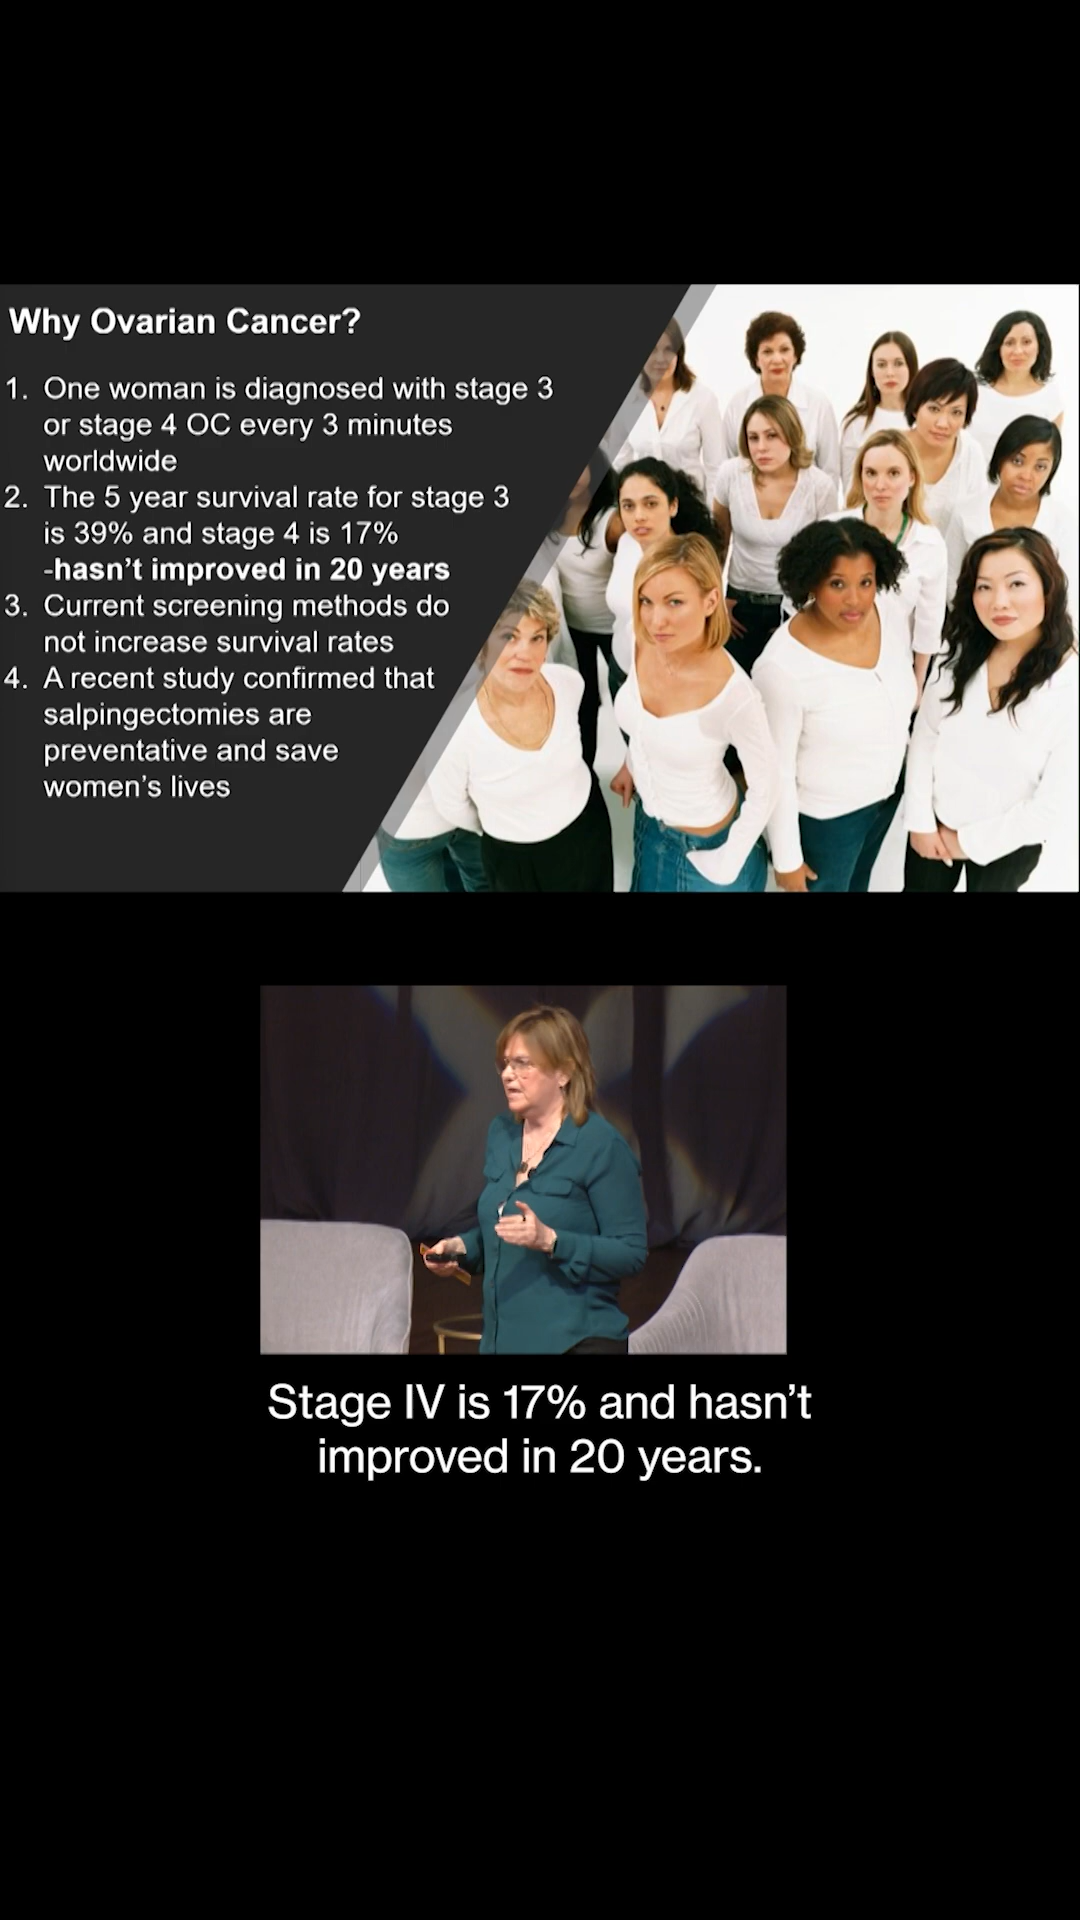 Why Ovarian Cancer?
1. One woman is diagnosed with stage 3
or stage 4 OC every 3 minutes
worldwide
2. The 5 year survival rate for stage 3
is 39% and stage 4 is 17%
-hasn't improved in 20 years
3. Current screening methods do
not increase survival rates
4. A recent study confirmed that
salpingectomies are
preventative and save
women's lives
Stage IV is 17% and hasn't
improved in 20 years.